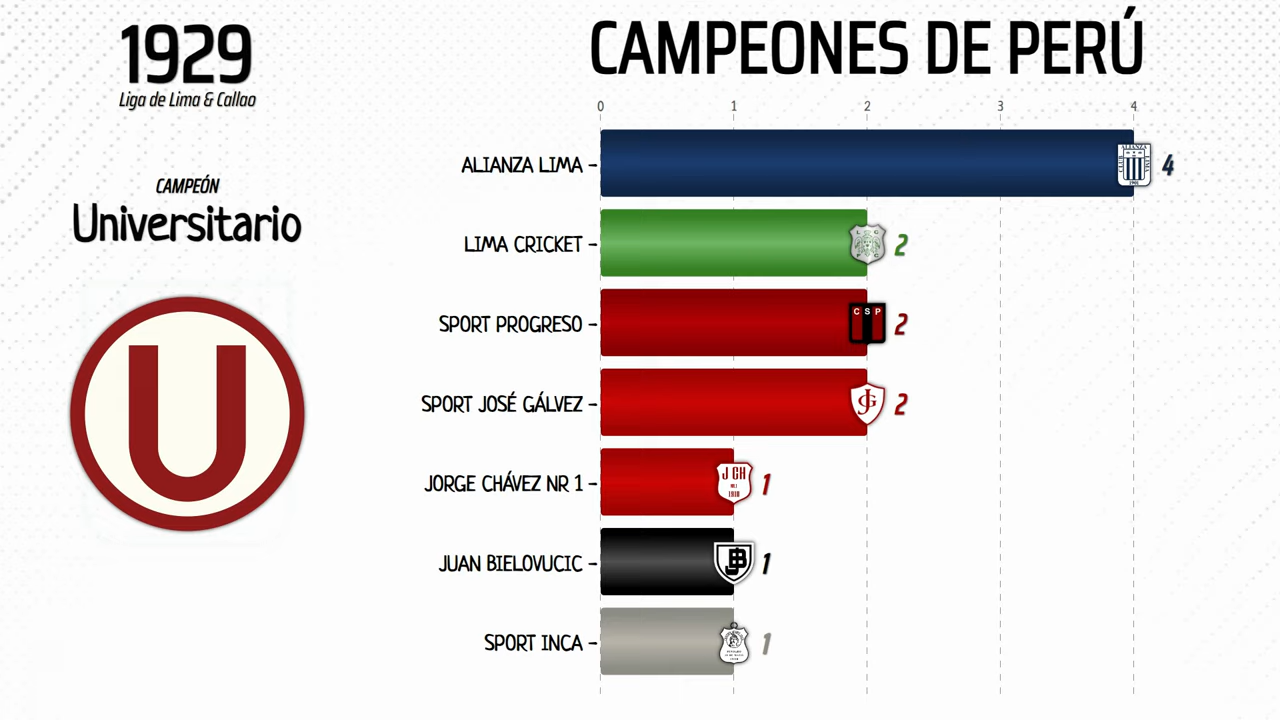 1929
Liga de Lima & Callao
CAMPEÓN
Universitario
U
CAMPEONES DE PERÚ
0 1 2 3 4
ALIANZA LIMA 4
LIMA CRICKET 2
SPORT PROGRESO C S P 2
SPORT JOSÉ GÁLVEZ 2
JORGE CHÁVEZ NR 1 J CH 1
JUAN BIELOVUCIC 1
SPORT INCA 1